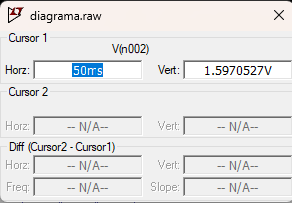 diagrama.raw
Cursor 1
V(n002)
Horz: 50ms Vert: 1.5970527V
Cursor 2
Horz: -- N/A-- Vert: -- N/A--
Diff (Cursor2 - Cursor1)
Horz: -- N/A-- Vert: -- N/A--
Freq: -- N/A-- Slope: -- N/A--